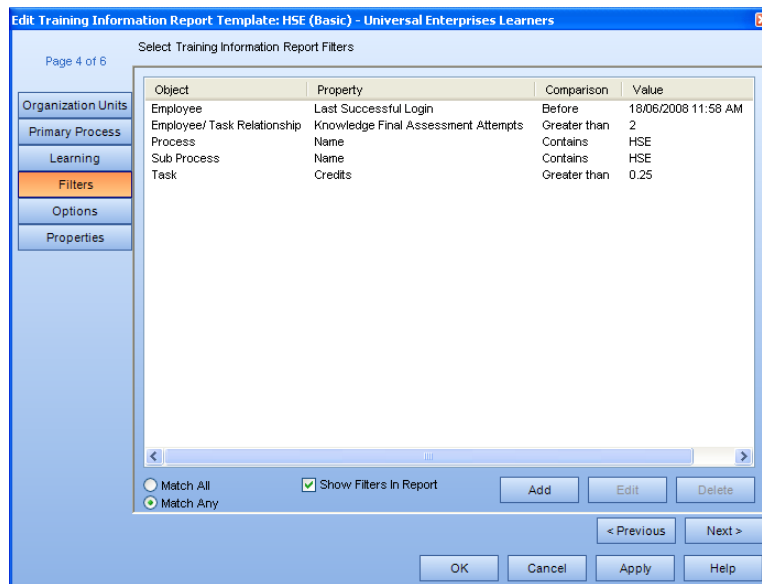 Edit Training Information Report Template: HSE (Basic) - Universal Enterprises Learners
Page 4 of 6
Select Training Information Report Filters
Organization Units
Primary Process
Learning
Filters
Options
Properties
Object Property Comparison Value
Employee Last Successful Login Before 18/06/2008 11:58 AM
Employee/ Task Relationship Knowledge Final Assessment Attempts Greater than 2
Process Name Contains HSE
Sub Process Name Contains HSE
Task Credits Greater than 0.25
Match All
Match Any
Show Filters In Report
Add Edit Delete
< Previous Next >
OK Cancel Apply Help